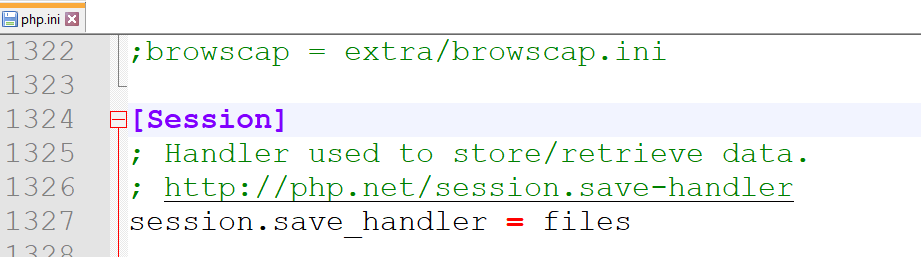 php.ini
1322 ;browscap = extra/browscap.ini
1323
1324 [Session]
1325 ; Handler used to store/retrieve data.
1326 ; http://php.net/session.save-handler
1327 session.save_handler = files
1328